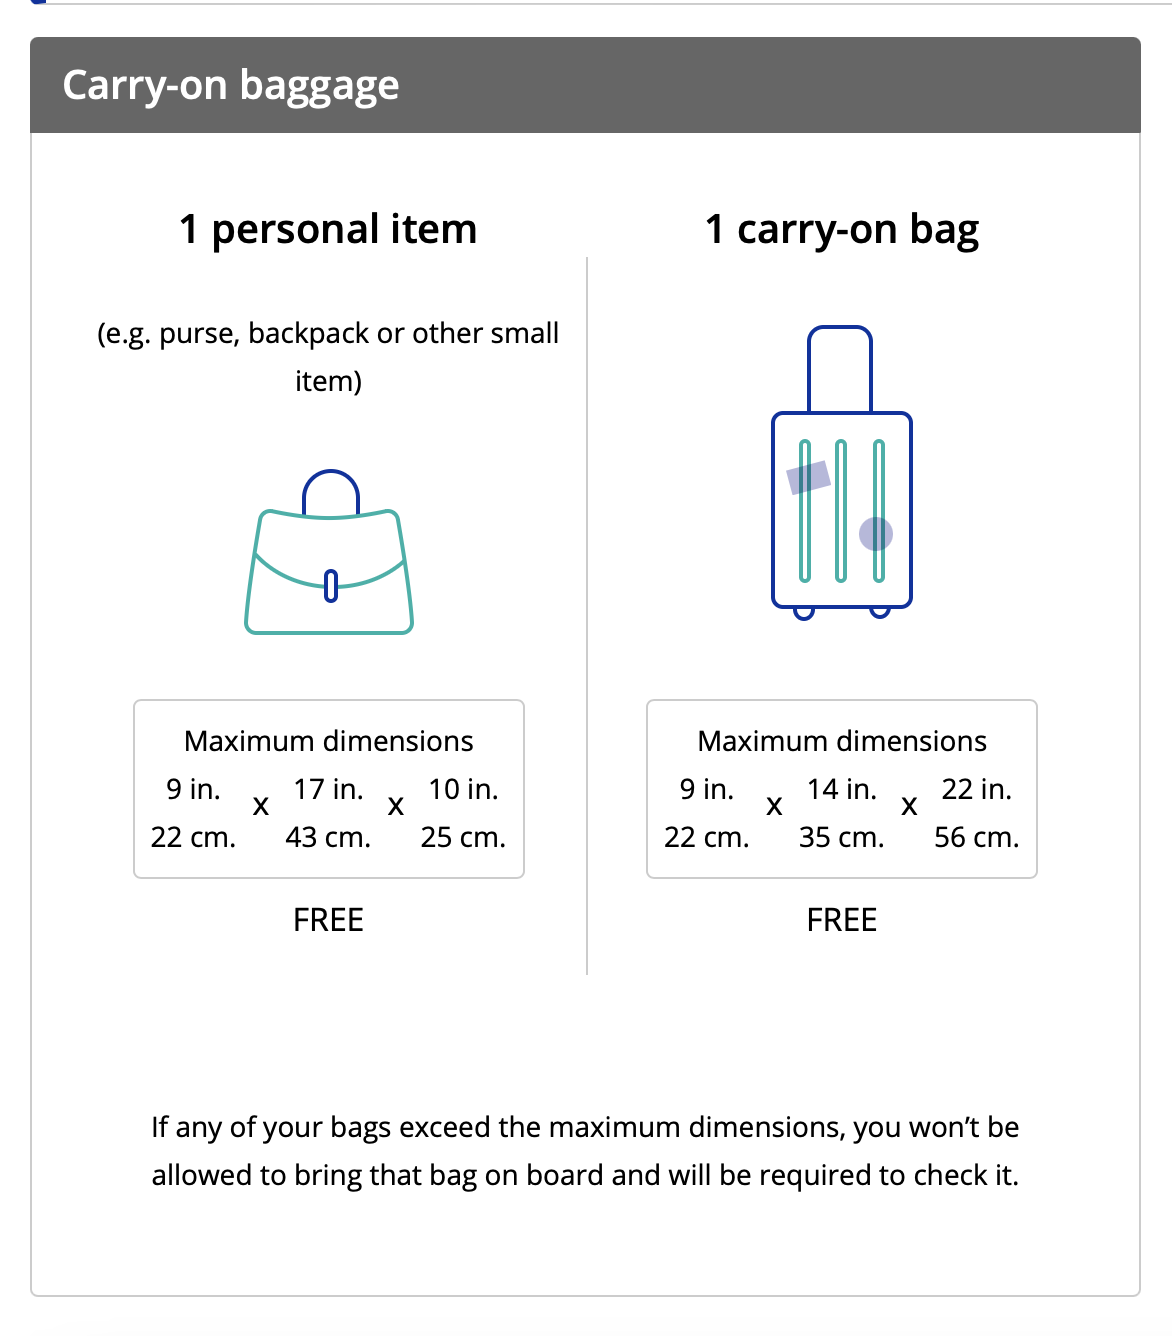 Carry-on baggage
1 personal item
(e.g. purse, backpack or other small
item)
Maximum dimensions
9 in. x 17 in. x 10 in.
22 cm. 43 cm. 25 cm.
FREE
1 carry-on bag
Maximum dimensions
9 in. x 14 in. x 22 in.
22 cm. 35 cm. 56 cm.
FREE
If any of your bags exceed the maximum dimensions, you won’t be
allowed to bring that bag on board and will be required to check it.